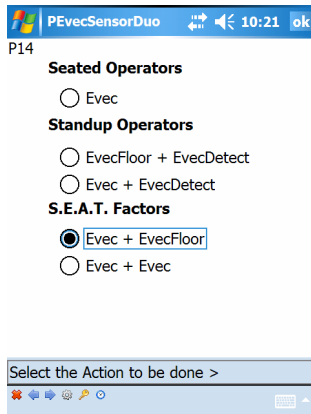 PEvecSensorDuo 10:21 ok
P14
Seated Operators
Evec
Standup Operators
EvecFloor + EvecDetect
Evec + EvecDetect
S.E.A.T. Factors
Evec + EvecFloor
Evec + Evec
Select the Action to be done >